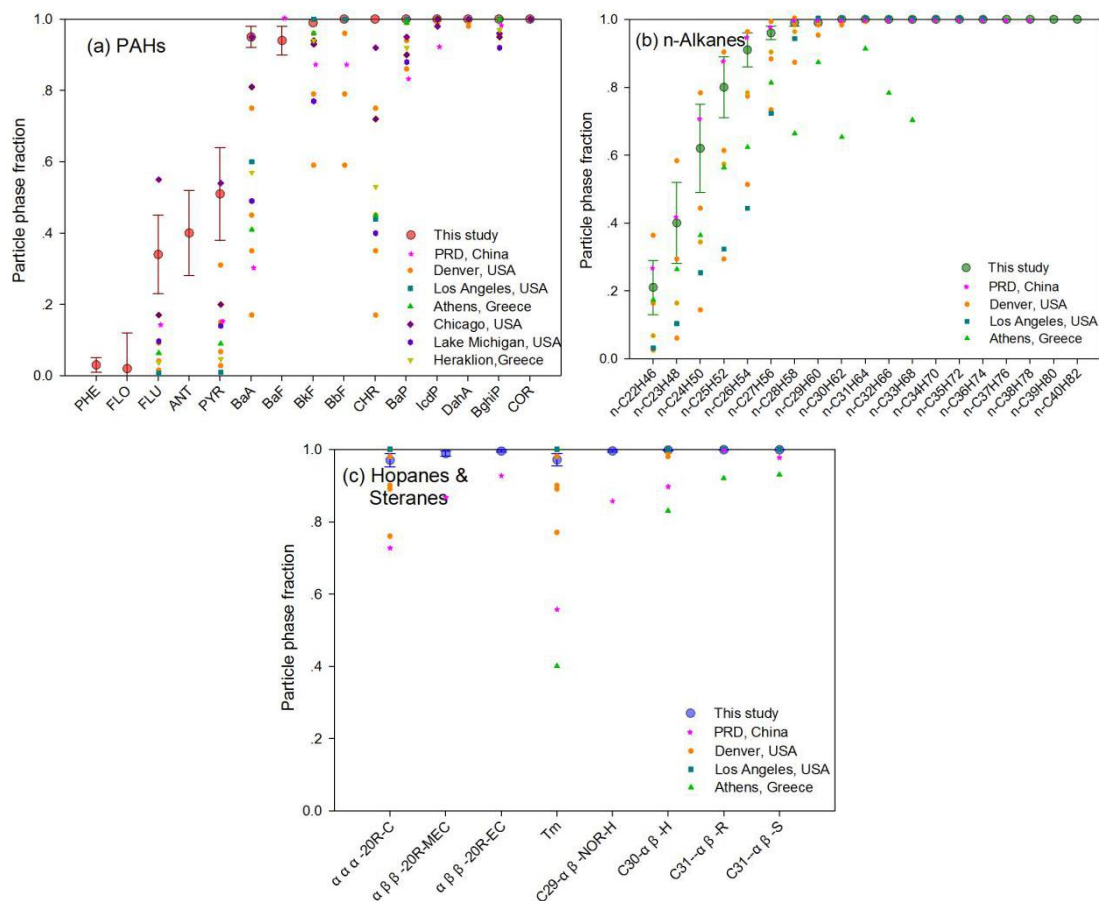 (a) PAHs
Particle phase fraction
1.0
.8
.6
.4
.2
0.0
This study
PRD, China
Denver, USA
Los Angeles, USA
Athens, Greece
Chicago, USA
Lake Michigan, USA
Heraklion,Greece
PHE
FLO
FLU
ANT
PYR
BaA
BaF
BkF
BbF
CHR
BaP
IcdP
DahA
BghiP
COR
(b) n-Alkanes
Particle phase fraction
1.0
.8
.6
.4
.2
0.0
This study
PRD, China
Denver, USA
Los Angeles, USA
Athens, Greece
n-C22H46
n-C23H48
n-C24H50
n-C25H52
n-C26H54
n-C27H56
n-C28H58
n-C29H60
n-C30H62
n-C31H64
n-C32H66
n-C33H68
n-C34H70
n-C35H72
n-C36H74
n-C37H76
n-C38H78
n-C39H80
n-C40H82
(c) Hopanes &
Steranes
Particle phase fraction
1.0
.8
.6
.4
.2
0.0
This study
PRD, China
Denver, USA
Los Angeles, USA
Athens, Greece
α α α -20R-C
α β β -20R-MEC
α β β -20R-EC
Tm
C29-α β -NOR-H
C30-α β -H
C31--α β -R
C31--α β -S